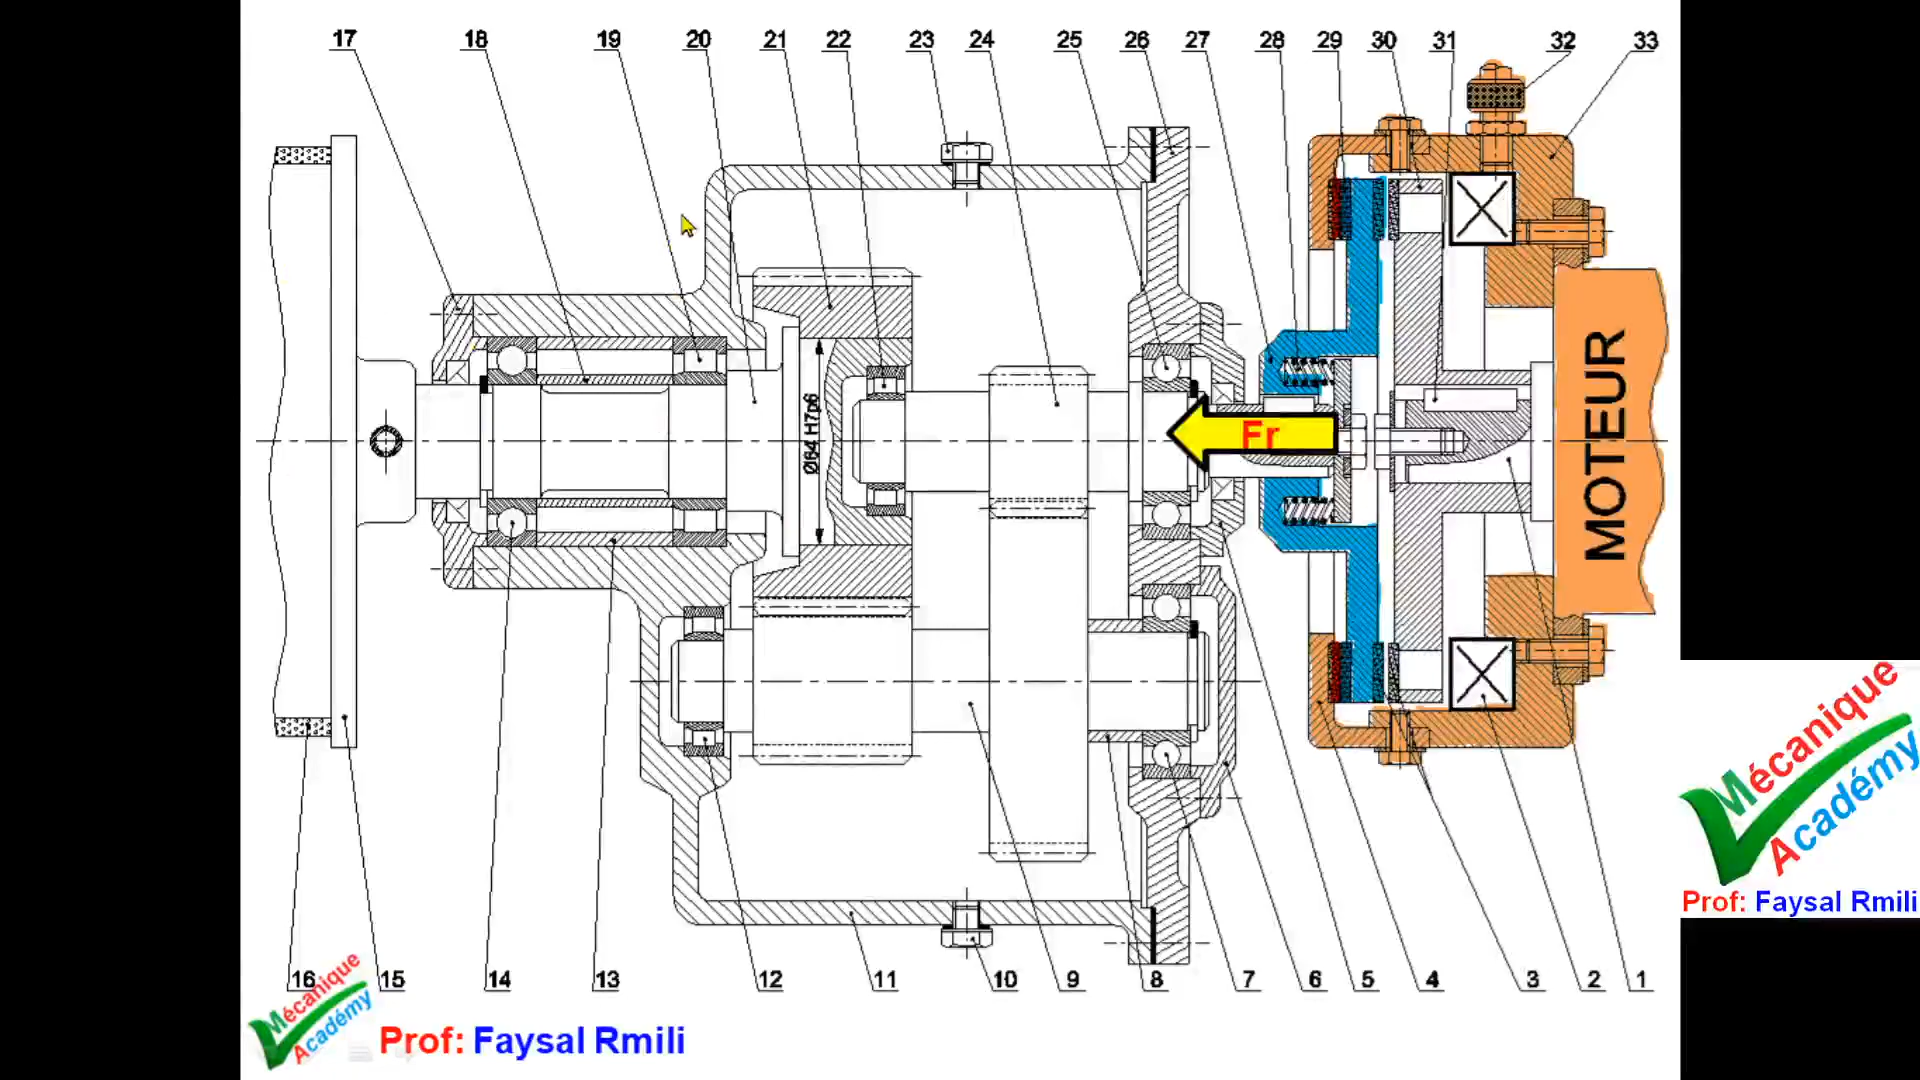 17 18 19 20 21 22 23 24 25 26 27 28 29 30 31 32 33
Ø64 H7p6
Fr
MOTEUR
16 15 14 13 12 11 10 9 8 7 6 5 4 3 2 1
Mécanique
Académy
Prof: Faysal Rmili
Mécanique
Académy
Prof: Faysal Rmili